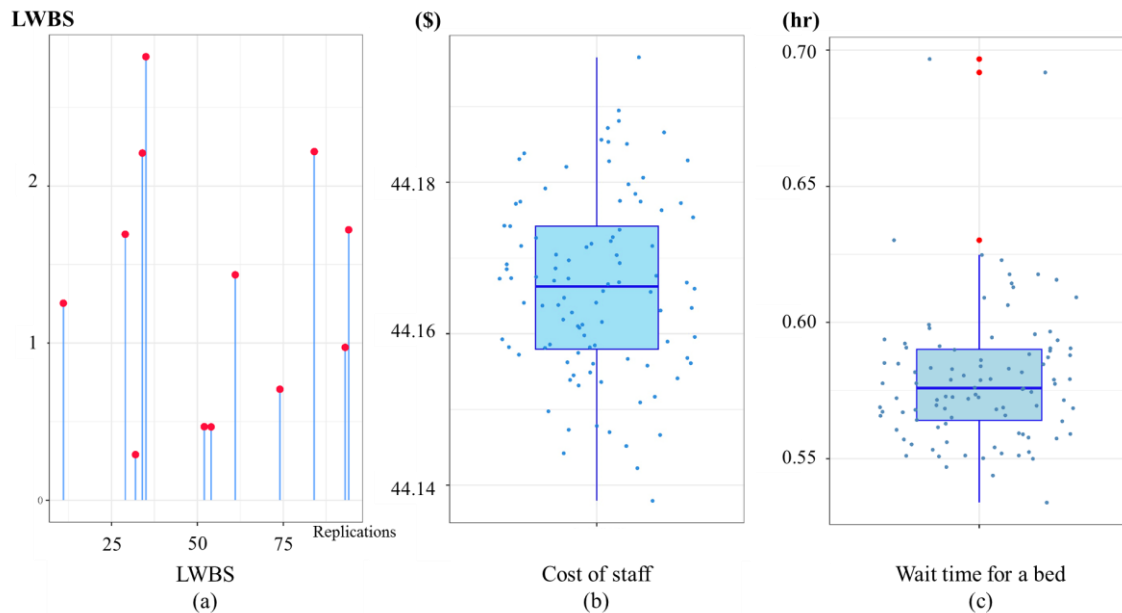 LWBS
2
1
0
25
50
75
Replications
LWBS
(a)
($)
44.18
44.16
44.14
Cost of staff
(b)
(hr)
0.70
0.65
0.60
0.55
Wait time for a bed
(c)